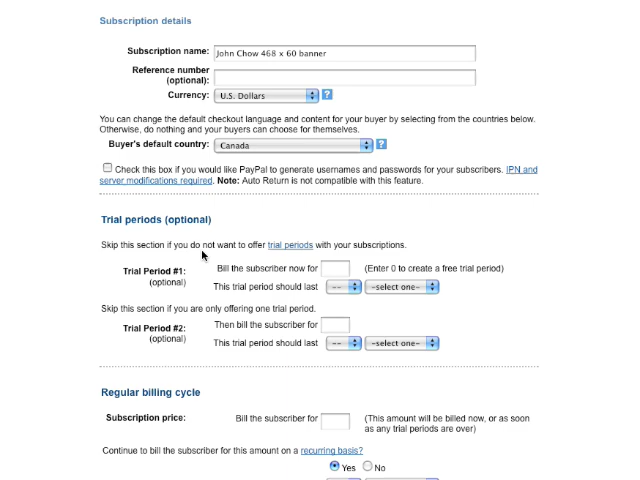 Subscription details
Subscription name: John Chow 468 x 60 banner
Reference number
(optional):
Currency: U.S. Dollars ?
You can change the default checkout language and content for your buyer by selecting from the countries below.
Otherwise, do nothing and your buyers can choose for themselves.
Buyer's default country: Canada ?
Check this box if you would like PayPal to generate usernames and passwords for your subscribers. IPN and
server modifications required. Note: Auto Return is not compatible with this feature.
Trial periods (optional)
Skip this section if you do not want to offer trial periods with your subscriptions.
Trial Period #1: Bill the subscriber now for (Enter 0 to create a free trial period)
(optional) This trial period should last -- -select one-
Skip this section if you are only offering one trial period.
Trial Period #2: Then bill the subscriber for
(optional) This trial period should last -- -select one-
Regular billing cycle
Subscription price: Bill the subscriber for (This amount will be billed now, or as soon
as any trial periods are over)
Continue to bill the subscriber for this amount on a recurring basis?
Yes No